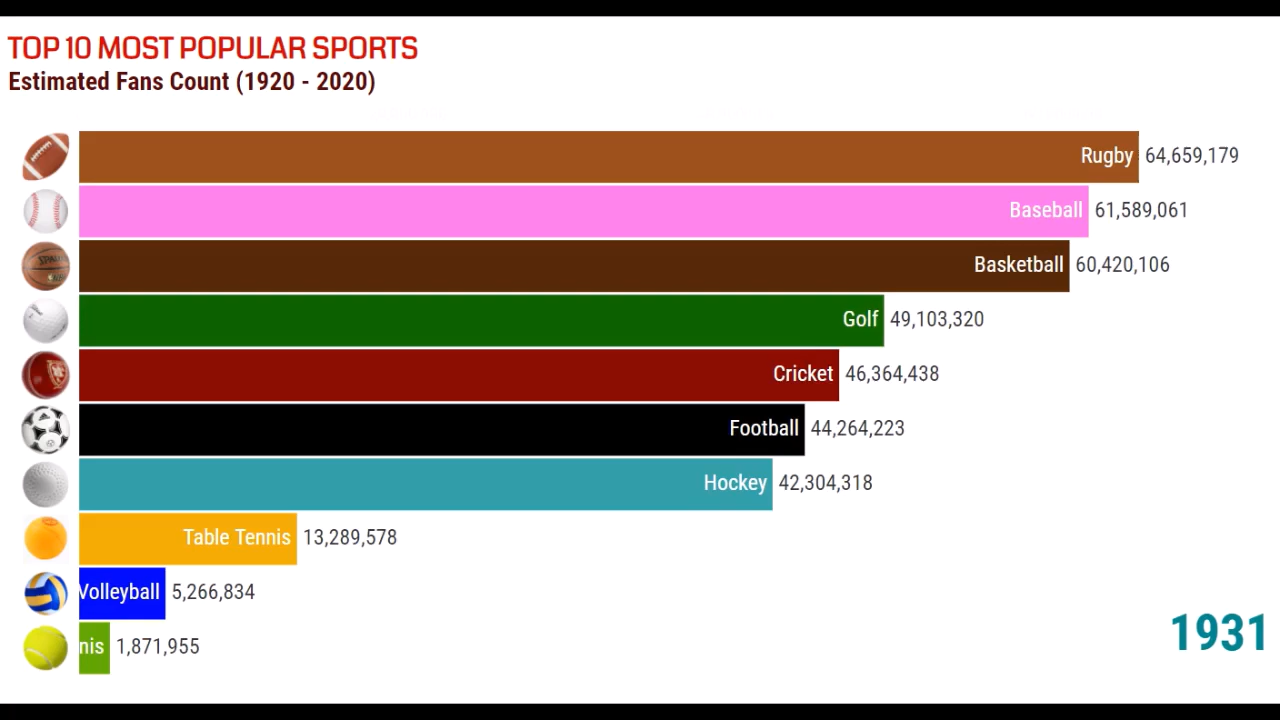 TOP 10 MOST POPULAR SPORTS
Estimated Fans Count (1920 - 2020)
Rugby 64,659,179
Baseball 61,589,061
Basketball 60,420,106
Golf 49,103,320
Cricket 46,364,438
Football 44,264,223
Hockey 42,304,318
Table Tennis 13,289,578
Volleyball 5,266,834
nis 1,871,955
1931